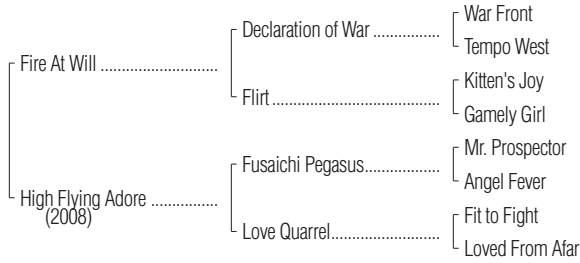 War Front
Declaration of War
Tempo West
Fire At Will
Kitten's Joy
Flirt
Gamely Girl
Mr. Prospector
Fusaichi Pegasus
Angel Fever
High Flying Adore
(2008)
Fit to Fight
Love Quarrel
Loved From Afar